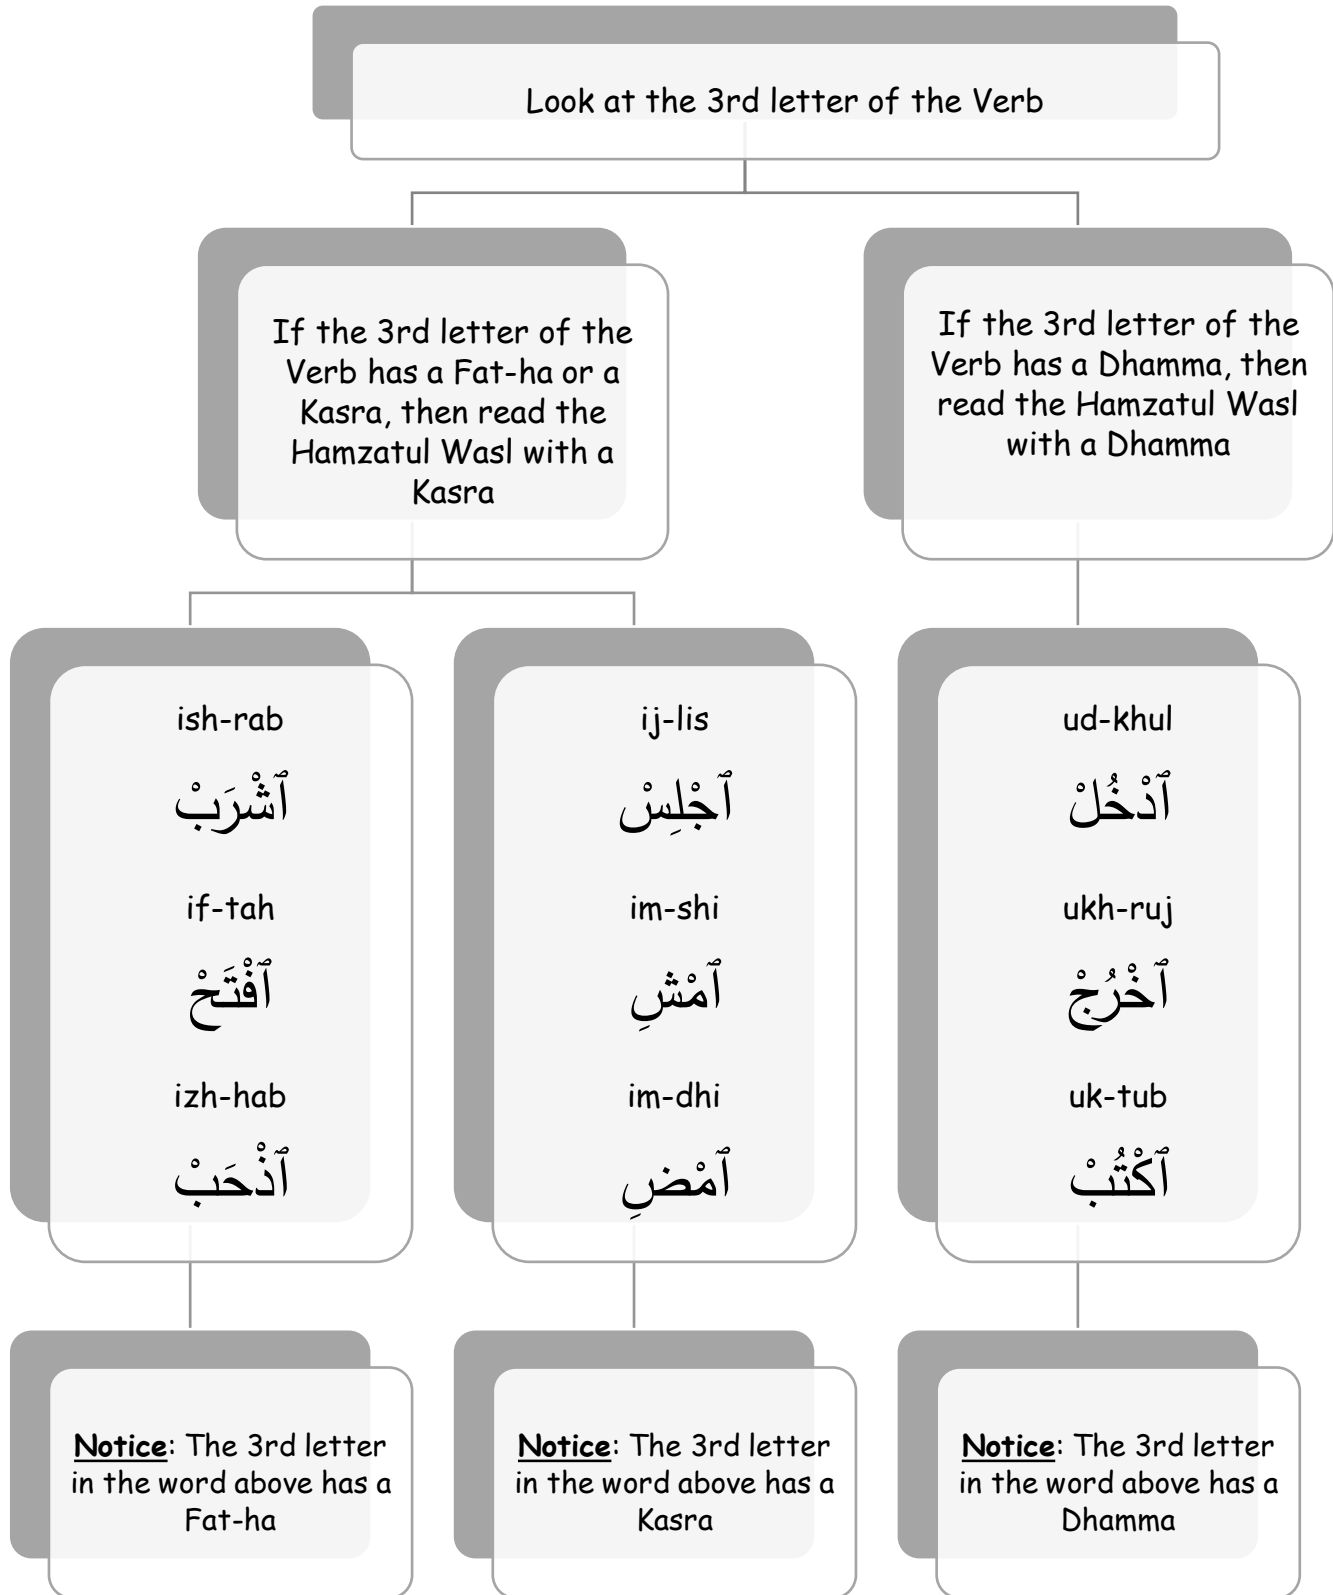 Look at the 3rd letter of the Verb
If the 3rd letter of the
Verb has a Fat-ha or a
Kasra, then read the
Hamzatul Wasl with a
Kasra
If the 3rd letter of the
Verb has a Dhamma, then
read the Hamzatul Wasl
with a Dhamma
ish-rab
ٱشْرَبْ
if-tah
ٱفْتَحْ
izh-hab
ٱذْحَبْ
ij-lis
ٱجْلِسْ
im-shi
ٱمْشِ
im-dhi
ٱمْضِ
ud-khul
ٱدْخُلْ
ukh-ruj
ٱخْرُجْ
uk-tub
ٱكْتُبْ
Notice: The 3rd letter
in the word above has a
Fat-ha
Notice: The 3rd letter
in the word above has a
Kasra
Notice: The 3rd letter
in the word above has a
Dhamma